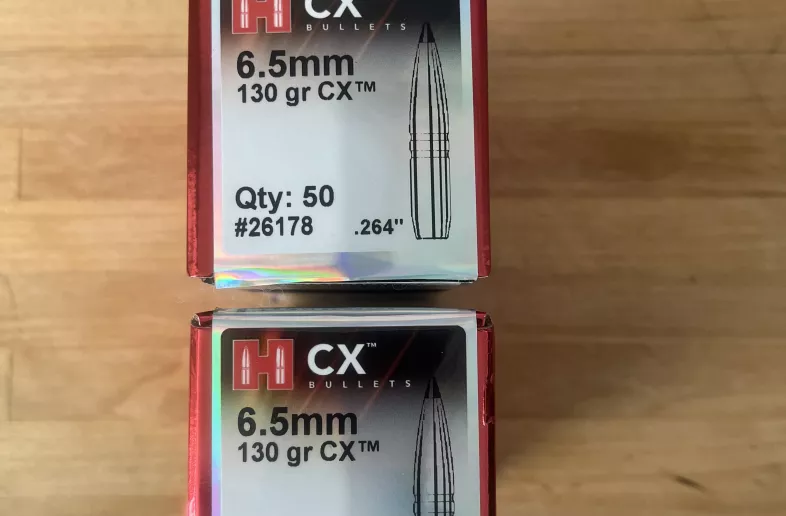 H CX
BULLETS
6.5mm
130 gr CX™
Qty: 50
#26178 .264"
H CX™
BULLETS
6.5mm
130 gr CX™